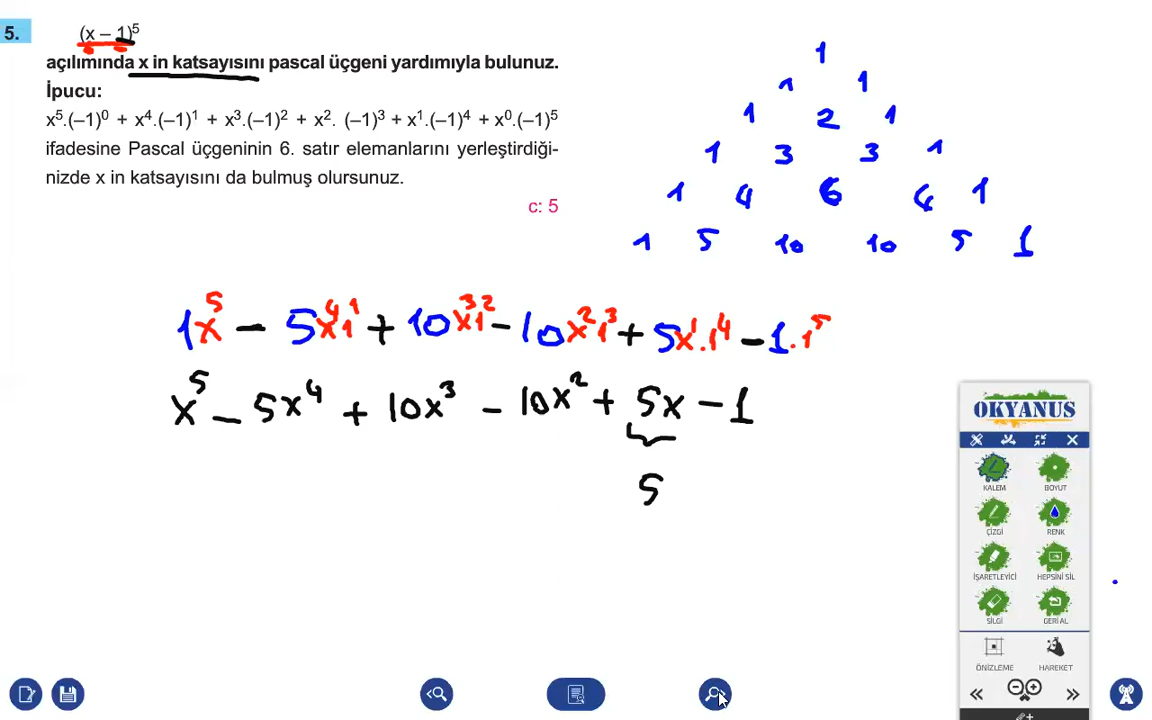 5.
(x – 1)⁵
açılımında x in katsayısını pascal üçgeni yardımıyla bulunuz.
İpucu:
x⁵.(–1)⁰ + x⁴.(–1)¹ + x³.(–1)² + x². (–1)³ + x¹.(–1)⁴ + x⁰.(–1)⁵
ifadesine Pascal üçgeninin 6. satır elemanlarını yerleştirdiği-
nizde x in katsayısını da bulmuş olursunuz.
c: 5
1
1 1
1 2 1
1 3 3 1
1 4 6 4 1
1 5 10 10 5 1
1x⁵ – 5x⁴1¹ + 10x³1² – 10x²1³ + 5x¹.1⁴ – 1.1⁵
x⁵ – 5x⁴ + 10x³ – 10x² + 5x – 1
5
OKYANUS
KALEM BOYUT
ÇİZGİ RENK
İŞARETLEYİCİ HEPSİNİ SİL
SİLGİ GERİ AL
ÖNİZLEME HAREKET